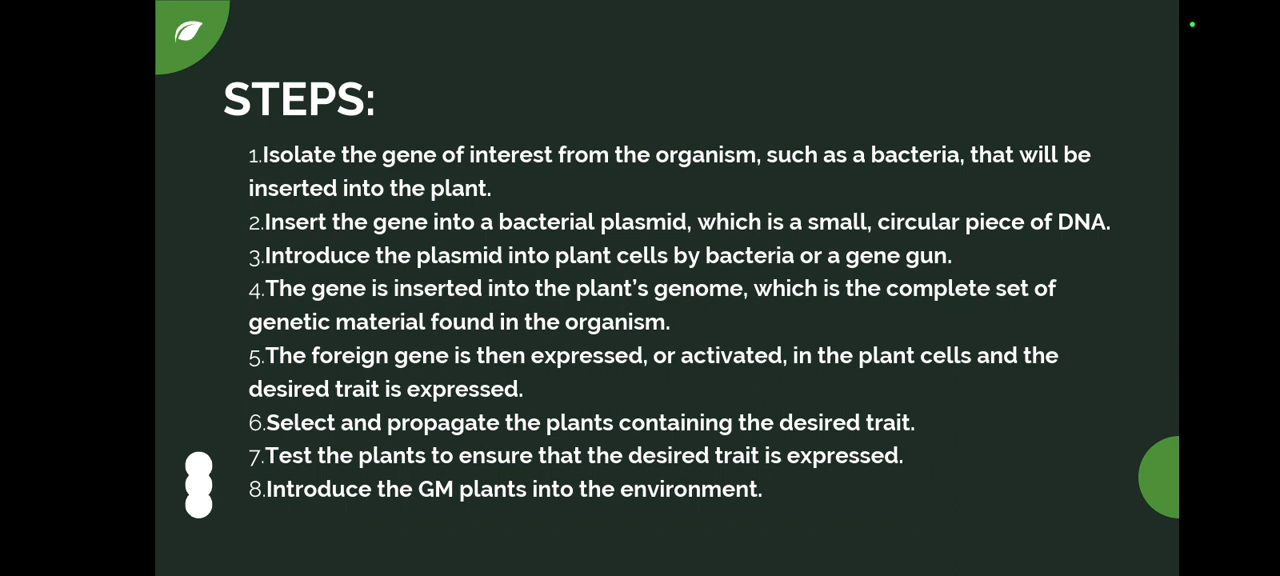 STEPS:
1.Isolate the gene of interest from the organism, such as a bacteria, that will be
inserted into the plant.
2.Insert the gene into a bacterial plasmid, which is a small, circular piece of DNA.
3.Introduce the plasmid into plant cells by bacteria or a gene gun.
4.The gene is inserted into the plant’s genome, which is the complete set of
genetic material found in the organism.
5.The foreign gene is then expressed, or activated, in the plant cells and the
desired trait is expressed.
6.Select and propagate the plants containing the desired trait.
7.Test the plants to ensure that the desired trait is expressed.
8.Introduce the GM plants into the environment.